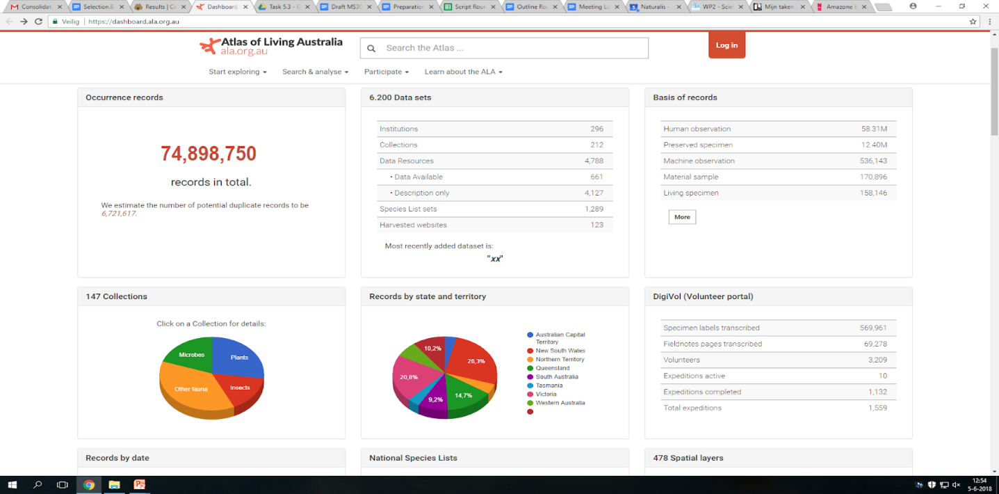 Consolidati
Selection.B
Results | Co
Dashboard
Task 5.3 - G
Draft MS30
Preparation
Script Rour
Outline Rou
Meeting Lu
Naturalis -
WP2 - Scie
Mijn taken
Amazone b
Veilig | https://dashboard.ala.org.au
Atlas of Living Australia
ala.org.au
Search the Atlas ...
Log in
Start exploring
Search & analyse
Participate
Learn about the ALA
Occurrence records
74,898,750
records in total.
We estimate the number of potential duplicate records to be
6,721,617.
6.200 Data sets
Institutions 296
Collections 212
Data Resources 4,788
• Data Available 661
• Description only 4,127
Species List sets 1,289
Harvested websites 123
Most recently added dataset is:
"xx"
Basis of records
Human observation 58.31M
Preserved specimen 12.40M
Machine observation 536,143
Material sample 170,896
Living specimen 158,146
More
147 Collections
Click on a Collection for details:
Microbes
Plants
Other fauna
Insects
Records by state and territory
10,2%
26,3%
20,8%
9,2%
14,7%
Australian Capital
Territory
New South Wales
Northern Territory
Queensland
South Australia
Tasmania
Victoria
Western Australia
DigiVol (Volunteer portal)
Specimen labels transcribed 569,961
Fieldnotes pages transcribed 69,278
Volunteers 3,209
Expeditions active 10
Expeditions completed 1,132
Total expeditions 1,559
Records by date
National Species Lists
478 Spatial layers
12:54
5-6-2018